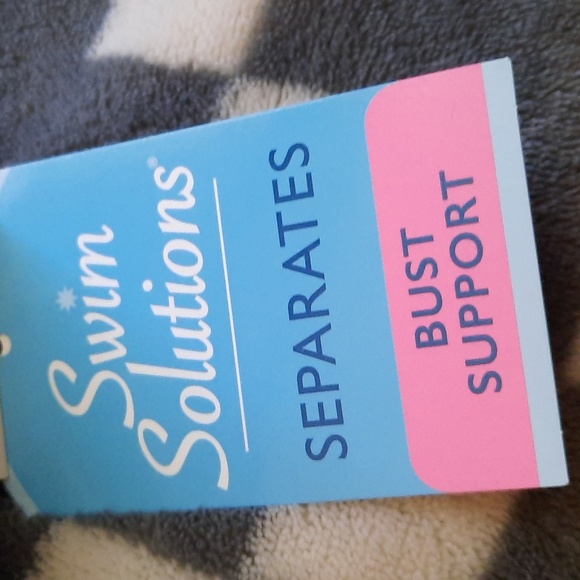 Swim
Solutions®
SEPARATES
BUST
SUPPORT